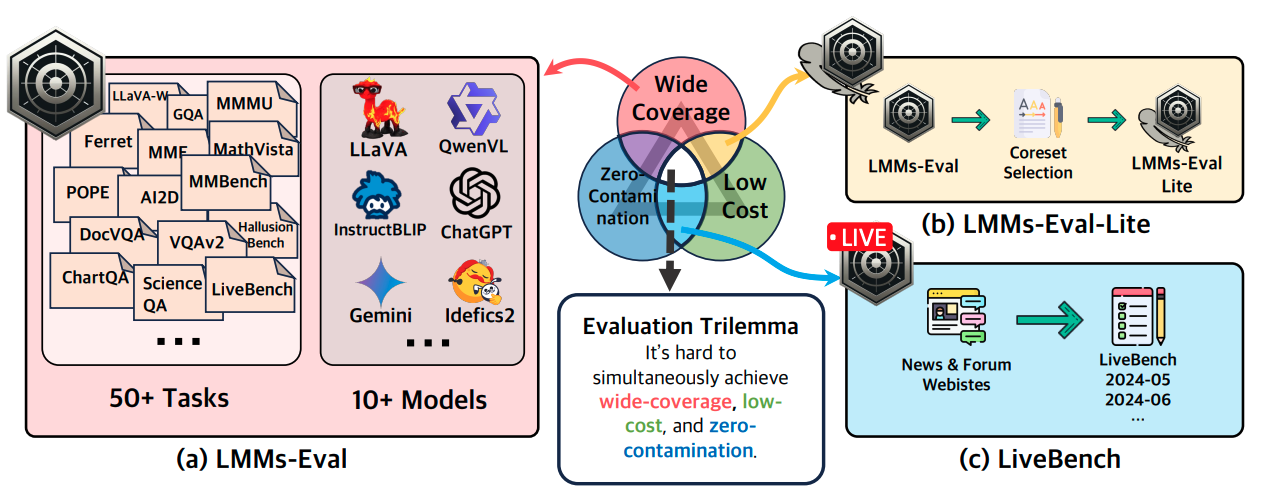 LLaVA-W
GQA
MMMU
Ferret
MME
MathVista
POPE
AI2D
MMBench
DocVQA
VQAv2
Hallusion
Bench
ChartQA
Science
QA
LiveBench
...
50+ Tasks
LLaVA
QwenVL
InstructBLIP
ChatGPT
Gemini
Idefics2
...
10+ Models
(a) LMMs-Eval
Wide
Coverage
Zero-
Contami
nation
Low
Cost
Evaluation Trilemma
It's hard to
simultaneously achieve
wide-coverage, low-
cost, and zero-
contamination.
LMMs-Eval
AAA
Coreset
Selection
LMMs-Eval
Lite
(b) LMMs-Eval-Lite
LIVE
News & Forum
Webistes
LiveBench
2024-05
2024-06
...
(c) LiveBench